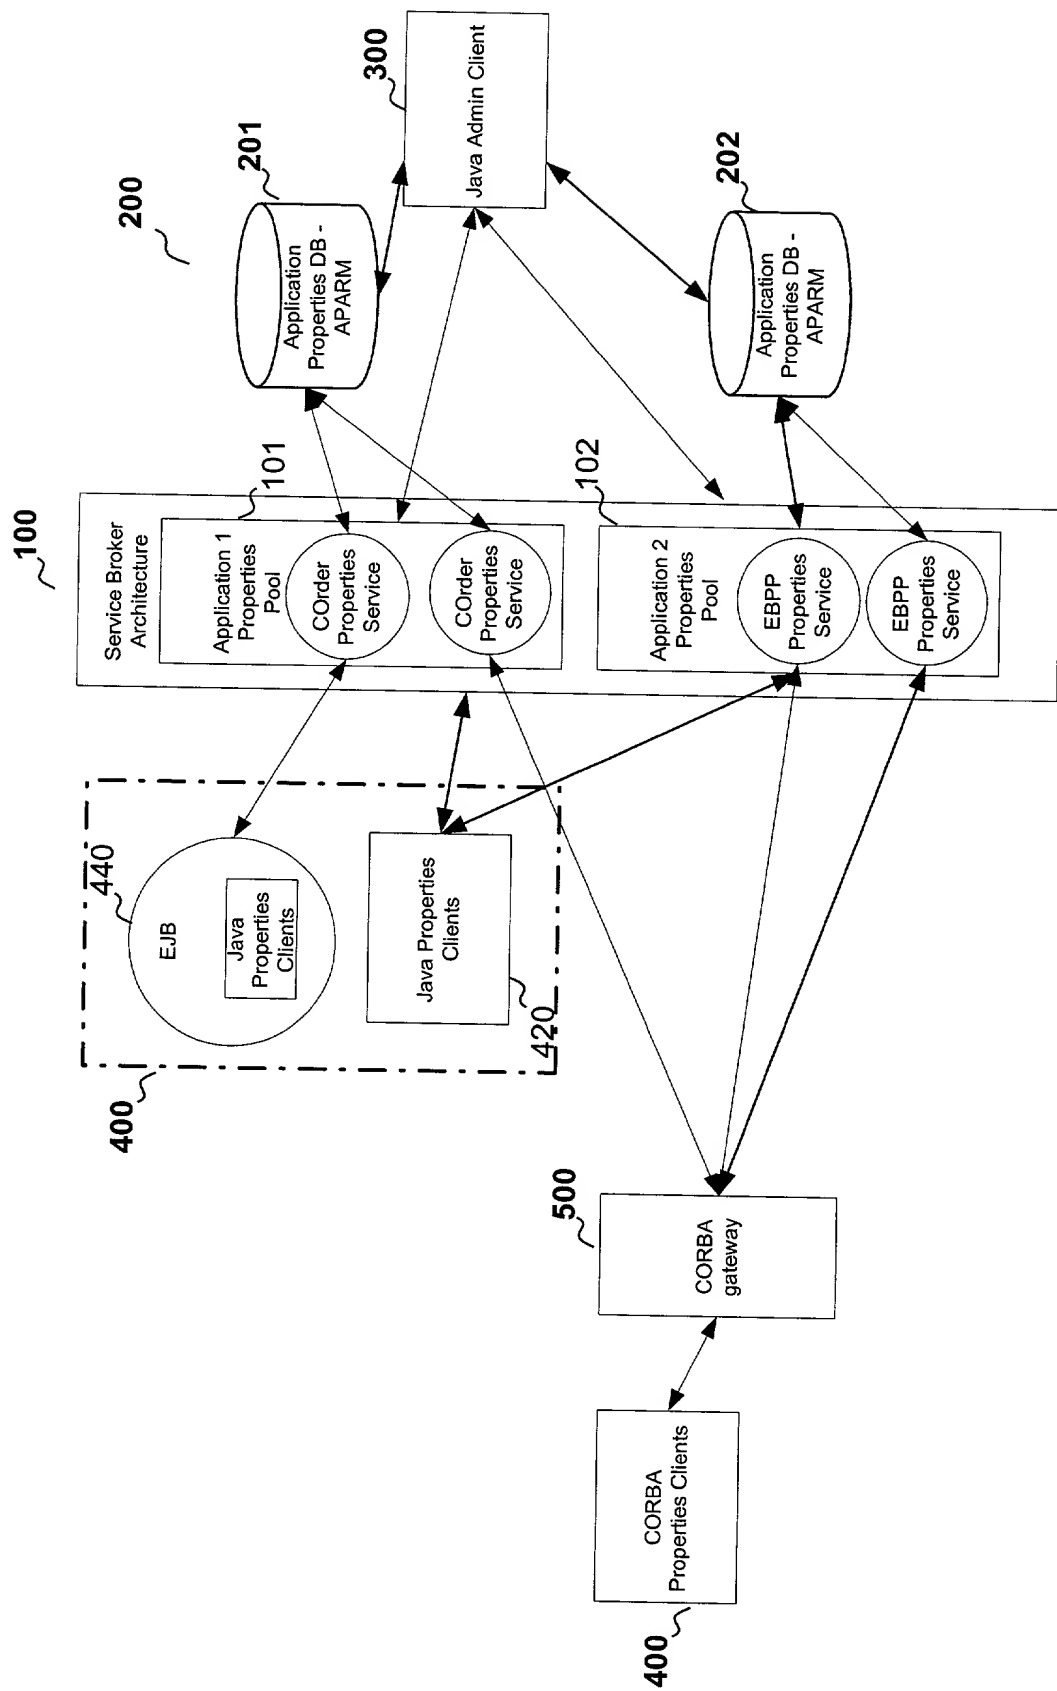 100
Service Broker
Architecture
101
Application 1
Properties
Pool
COrder
Properties
Service
COrder
Properties
Service
102
Application 2
Properties
Pool
EBPP
Properties
Service
EBPP
Properties
Service
200
201
Application
Properties DB -
APARM
202
Application
Properties DB -
APARM
300
Java Admin Client
400
440
EJB
Java
Properties
Clients
Java Properties
Clients
420
500
CORBA
gateway
CORBA
Properties Clients
400